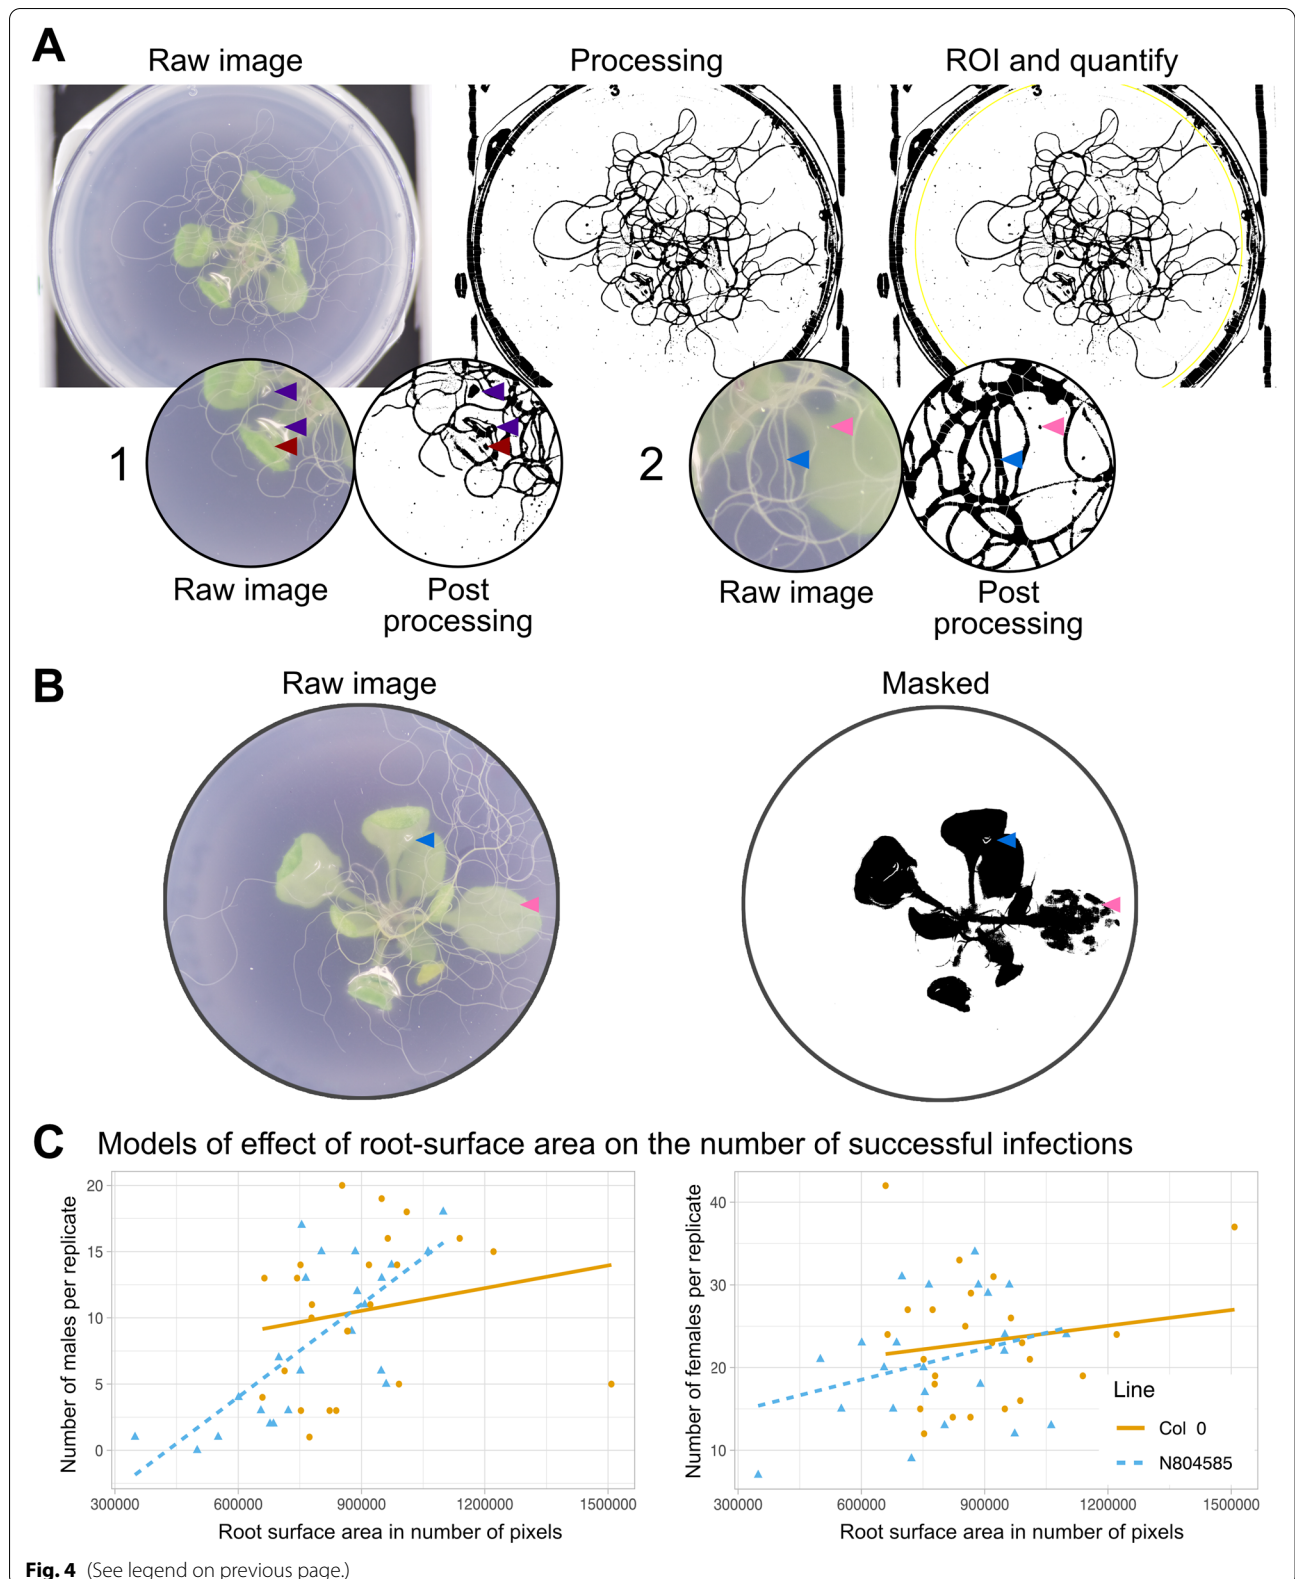 A
Raw image
Processing
ROI and quantify
3
3
3
1
2
Raw image
Post
processing
Raw image
Post
processing
B
Raw image
Masked
C
Models of effect of root-surface area on the number of successful infections
Number of males per replicate
20
15
10
5
0
300000
600000
900000
1200000
1500000
Root surface area in number of pixels
Number of females per replicate
40
30
20
10
300000
600000
900000
1200000
1500000
Root surface area in number of pixels
Line
Col 0
N804585
Fig. 4 (See legend on previous page.)